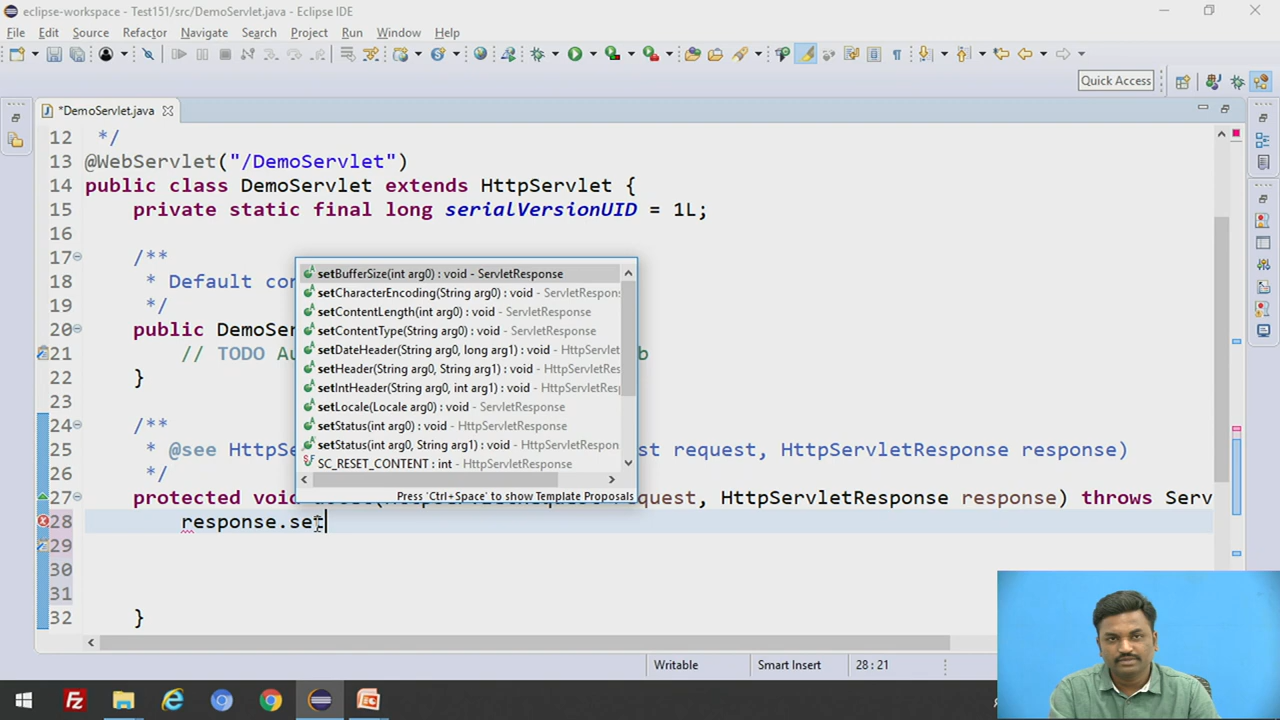 eclipse-workspace - Test151/src/DemoServlet.java - Eclipse IDE
File Edit Source Refactor Navigate Search Project Run Window Help
Quick Access
*DemoServlet.java
12 */
13 @WebServlet("/DemoServlet")
14 public class DemoServlet extends HttpServlet {
15 private static final long serialVersionUID = 1L;
16
17 /**
18 * Default con
19 */
20 public DemoSer
21 // TODO Au b
22 }
23
24 /**
25 * @see HttpSer est request, HttpServletResponse response)
26 */
27 protected void request, HttpServletResponse response) throws Serv
28 response.set
29
30
31
32 }
setBufferSize(int arg0) : void - ServletResponse
setCharacterEncoding(String arg0) : void - ServletRespons
setContentLength(int arg0) : void - ServletResponse
setContentType(String arg0) : void - ServletResponse
setDateHeader(String arg0, long arg1) : void - HttpServlet
setHeader(String arg0, String arg1) : void - HttpServletRes
setIntHeader(String arg0, int arg1) : void - HttpServletResp
setLocale(Locale arg0) : void - ServletResponse
setStatus(int arg0) : void - HttpServletResponse
setStatus(int arg0, String arg1) : void - HttpServletRespon
SC_RESET_CONTENT : int - HttpServletResponse
Press 'Ctrl+Space' to show Template Proposals
Writable Smart Insert 28 : 21